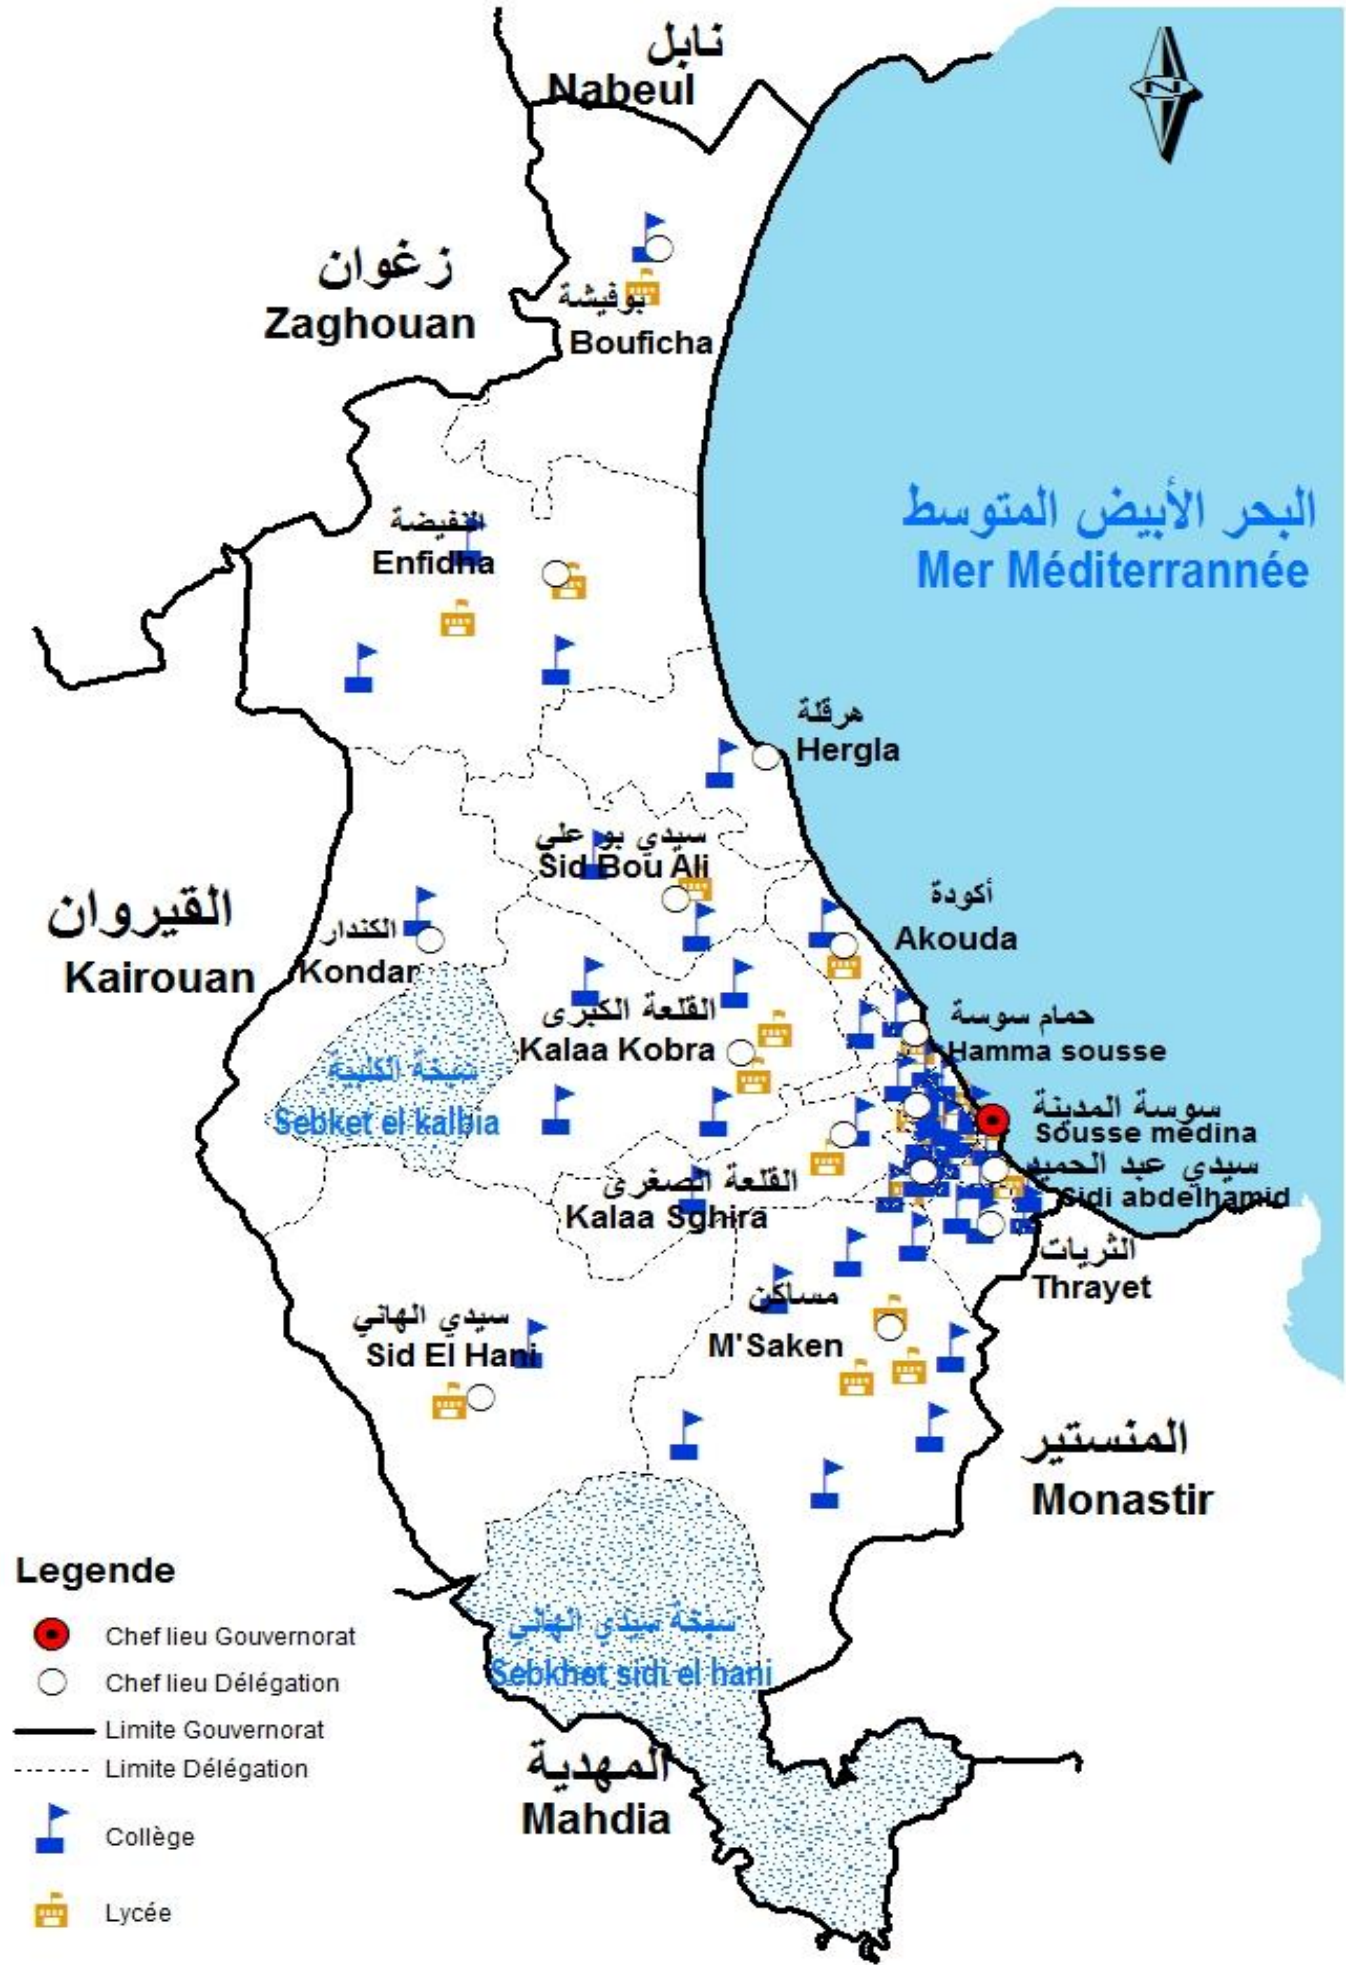 نابل
Nabeul
N
زغوان
Zaghouan
بوفيشة
Bouficha
النفيضة
Enfidha
البحر الأبيض المتوسط
Mer Méditerrannée
هرقلة
Hergla
سيدي بو علي
Sid Bou Ali
القيروان
Kairouan
الكندار
Kondar
أكودة
Akouda
القلعة الكبرى
Kalaa Kobra
حمام سوسة
Hamma sousse
سبخة الكلبية
Sebket el kalbia
سوسة المدينة
Sousse médina
سيدي عبد الحميد
Sidi abdelhamid
القلعة الصغرى
Kalaa Sghira
الثريات
Thrayet
مساكن
M'Saken
سيدي الهاني
Sid El Hani
المنستير
Monastir
سبخة سيدي الهاني
Sebkhet sidi el hani
المهدية
Mahdia
Legende
Chef lieu Gouvernorat
Chef lieu Délégation
Limite Gouvernorat
Limite Délégation
Collège
Lycée